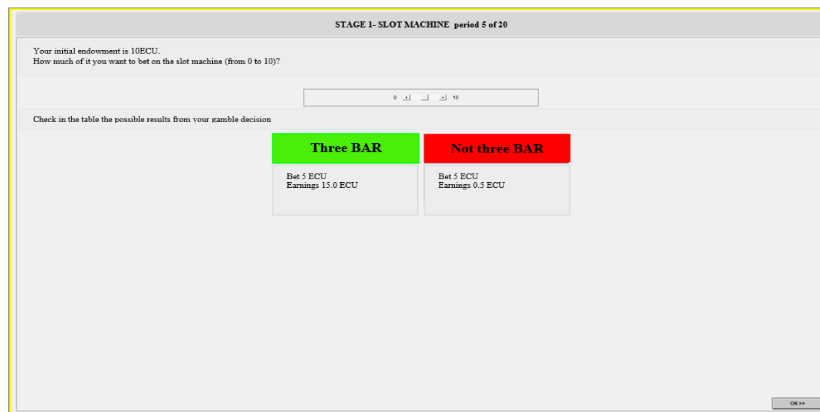 STAGE 1- SLOT MACHINE period 5 of 20
Your initial endowment is 10ECU.
How much of it you want to bet on the slot machine (from 0 to 10)?
0 10
Check in the table the possible results from your gamble decision
Three BAR Not three BAR
Bet 5 ECU Bet 5 ECU
Earnings 15.0 ECU Earnings 0.5 ECU
OK >>